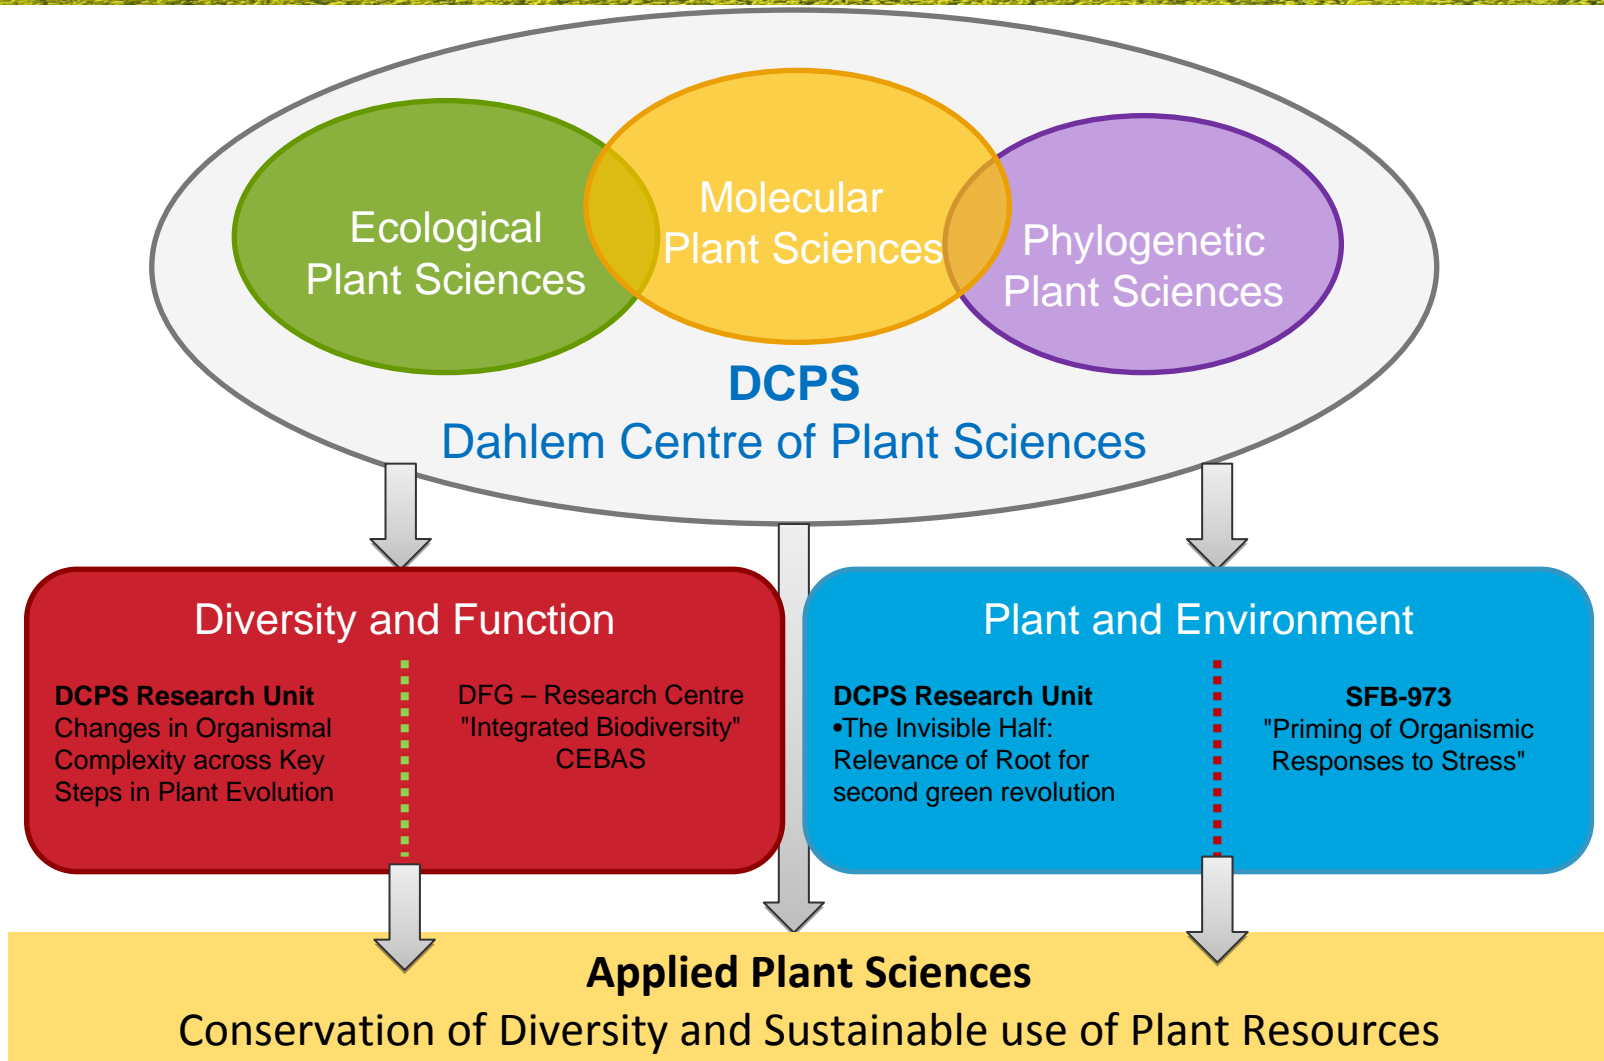 Ecological
Plant Sciences
Molecular
Plant Sciences
Phylogenetic
Plant Sciences
DCPS
Dahlem Centre of Plant Sciences
Diversity and Function
DCPS Research Unit
Changes in Organismal
Complexity across Key
Steps in Plant Evolution
DFG – Research Centre
"Integrated Biodiversity"
CEBAS
Plant and Environment
DCPS Research Unit
•The Invisible Half:
Relevance of Root for
second green revolution
SFB-973
"Priming of Organismic
Responses to Stress"
Applied Plant Sciences
Conservation of Diversity and Sustainable use of Plant Resources